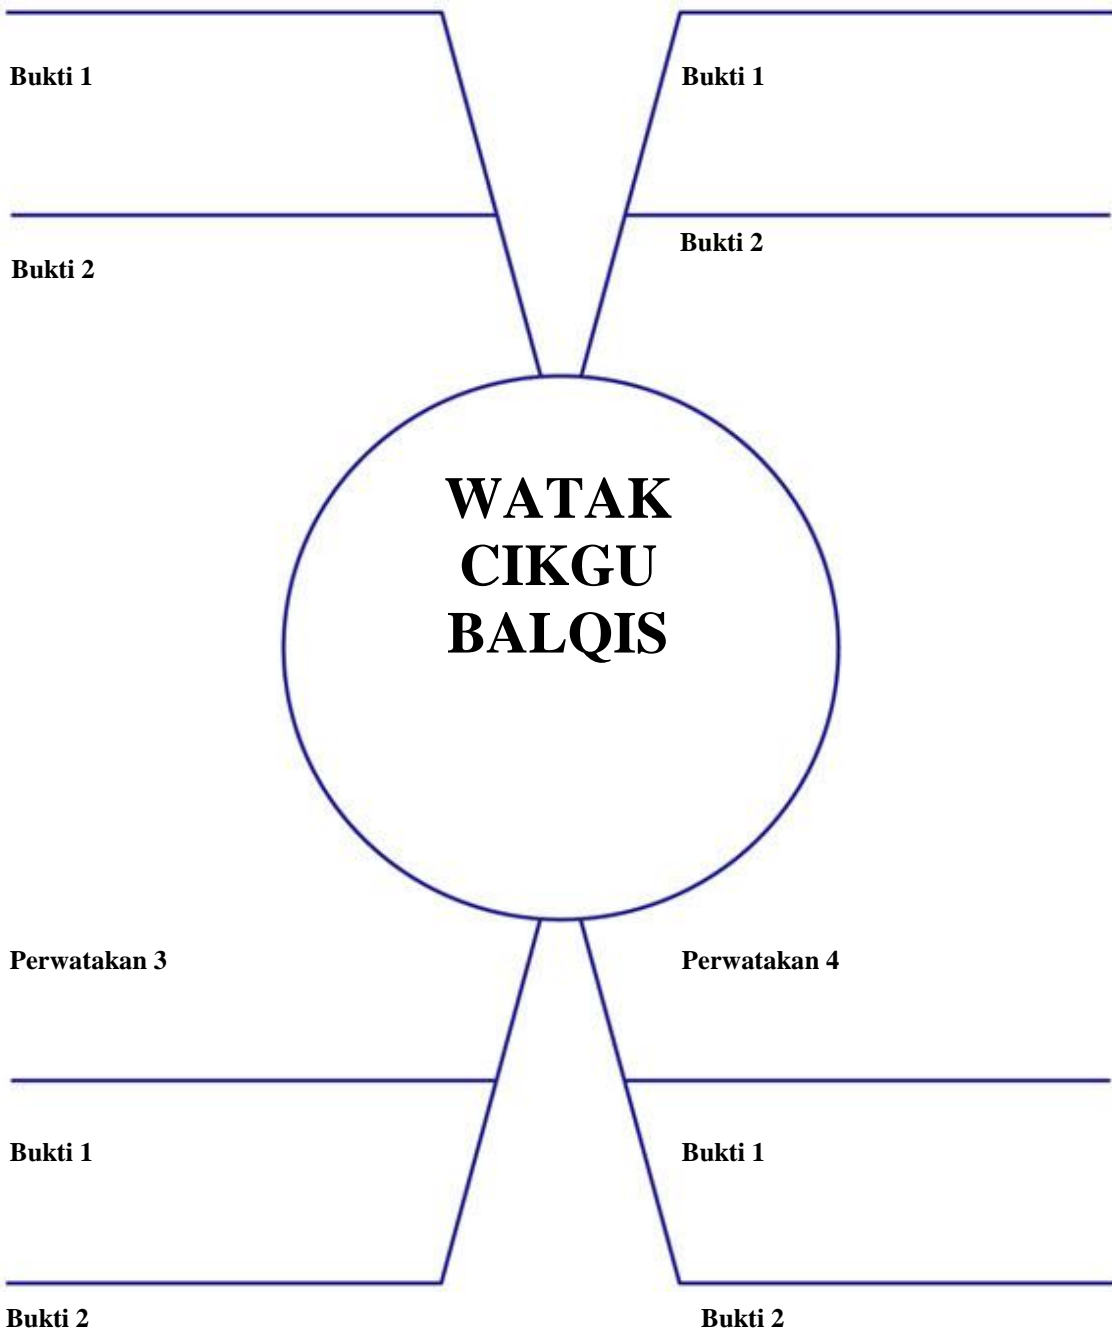 Bukti 1
Bukti 1
Bukti 2
Bukti 2
WATAK
CIKGU
BALQIS
Perwatakan 3
Perwatakan 4
Bukti 1
Bukti 1
Bukti 2
Bukti 2